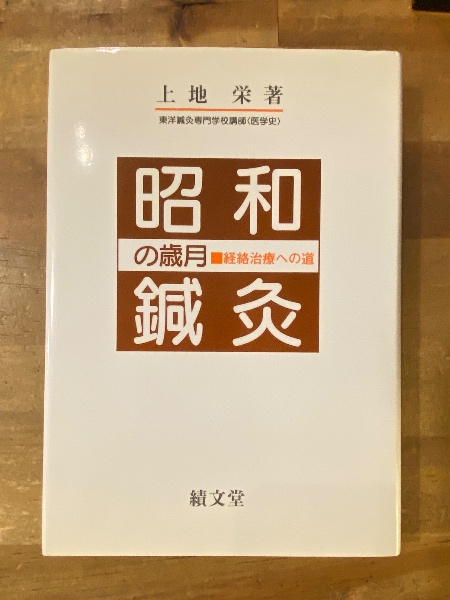 上地 栄著
東洋鍼灸専門学校講師(医学史)
昭和
の歳月■経絡治療への道
鍼灸
績文堂